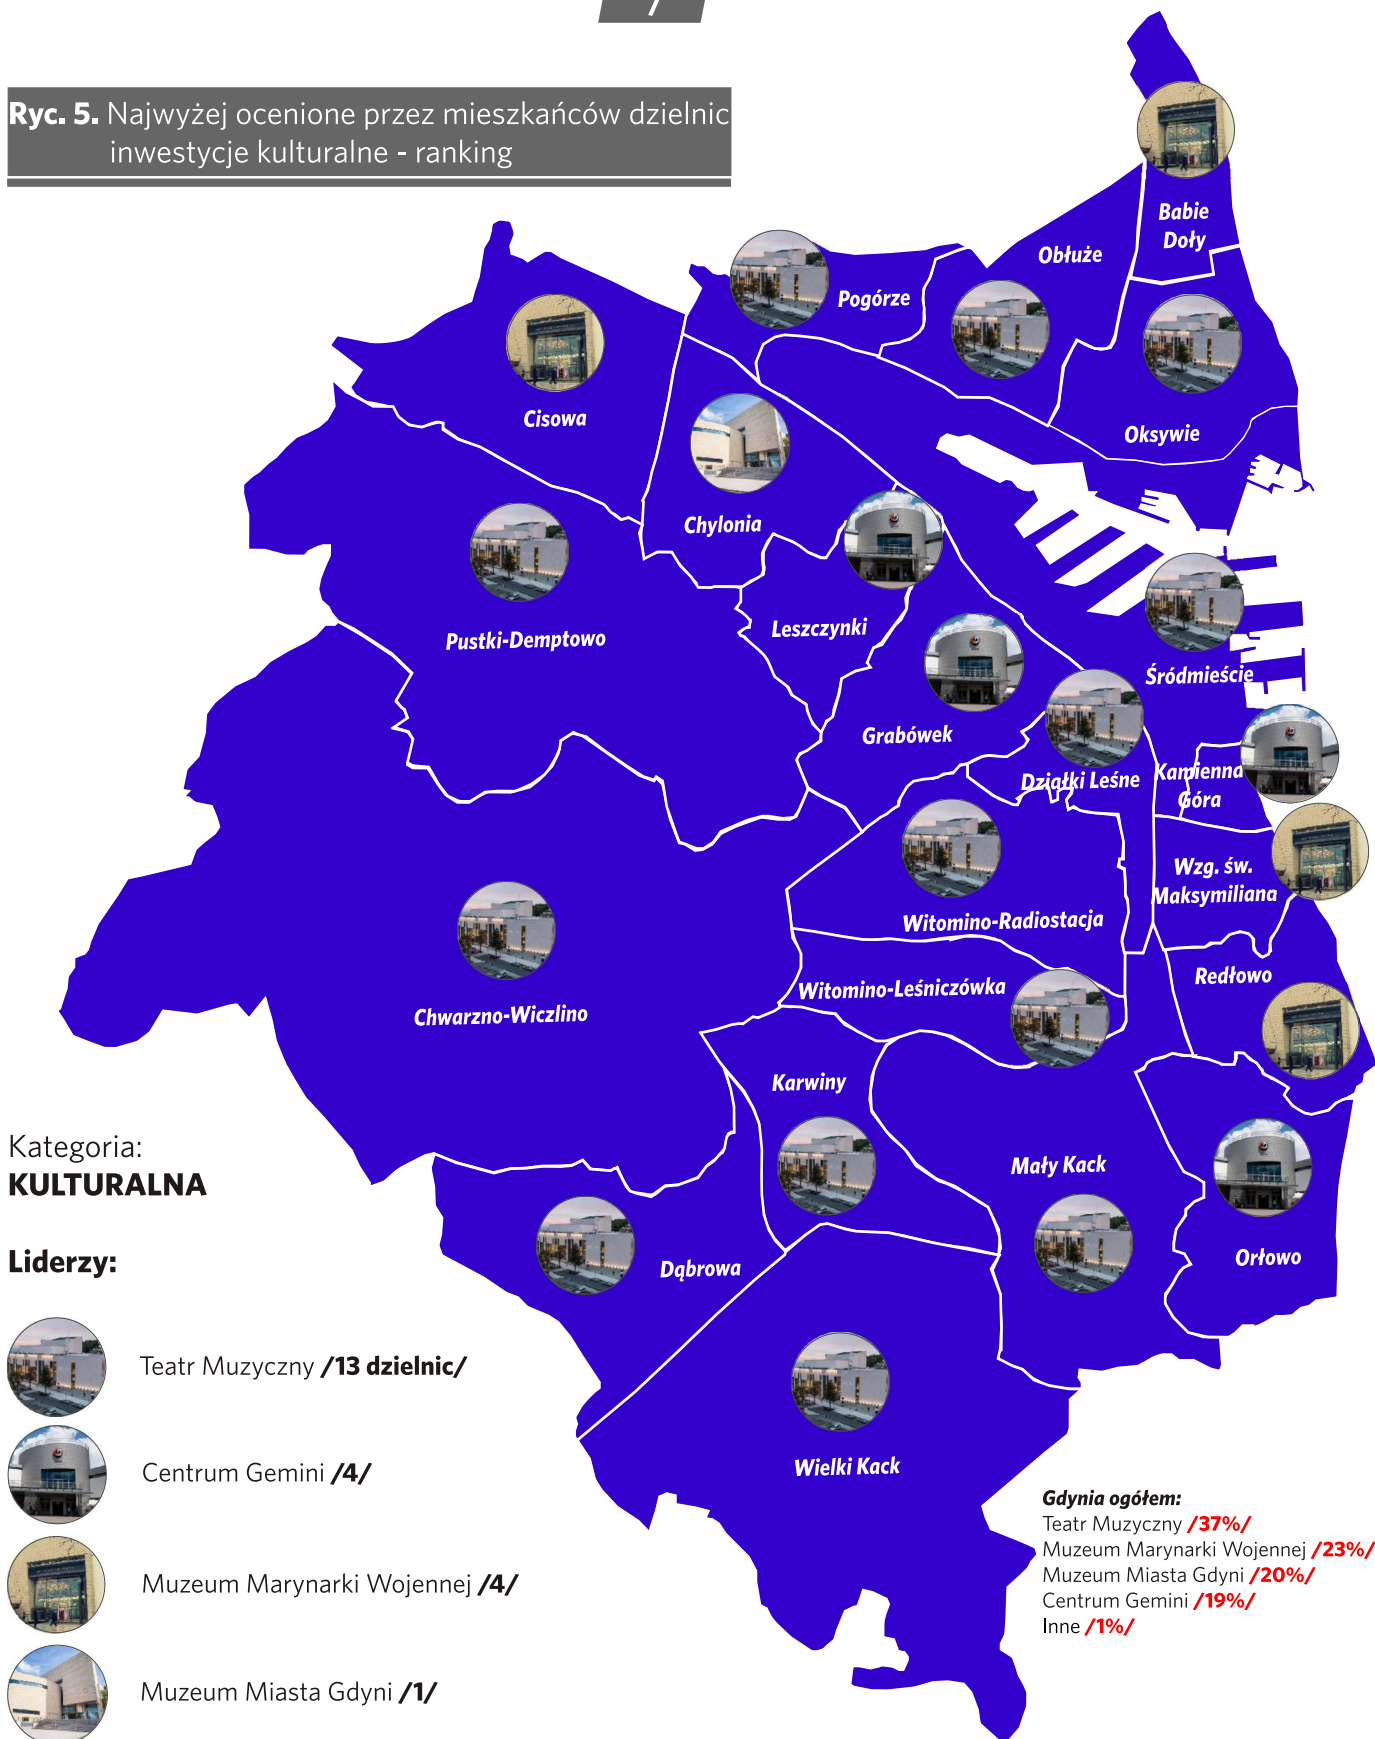 7
Ryc. 5. Najwyżej ocenione przez mieszkańców dzielnic
inwestycje kulturalne - ranking
Babie
Doły
Obłuże
Pogórze
Cisowa
Oksywie
Chylonia
Leszczynki
Pustki-Demptowo
Śródmieście
Grabówek
Działki Leśne
Kamienna
Góra
Wzg. św.
Maksymiliana
Witomino-Radiostacja
Redłowo
Witomino-Leśniczówka
Chwarzno-Wiczlino
Karwiny
Mały Kack
Orłowo
Dąbrowa
Wielki Kack
Kategoria:
KULTURALNA
Liderzy:
Teatr Muzyczny /13 dzielnic/
Centrum Gemini /4/
Muzeum Marynarki Wojennej /4/
Muzeum Miasta Gdyni /1/
Gdynia ogółem:
Teatr Muzyczny /37%/
Muzeum Marynarki Wojennej /23%/
Muzeum Miasta Gdyni /20%/
Centrum Gemini /19%/
Inne /1%/